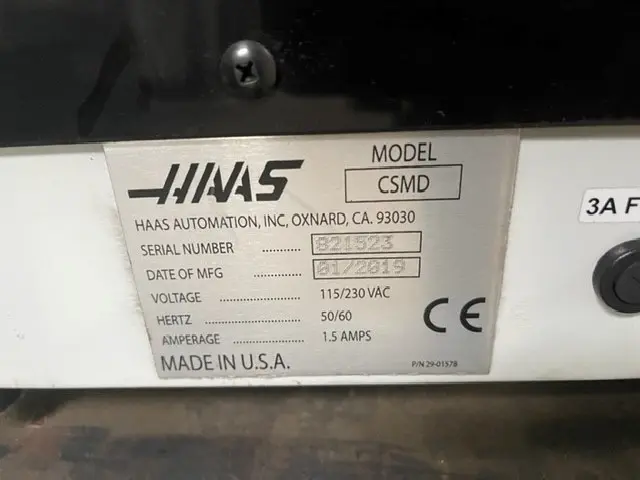 HAAS
MODEL
CSMD
HAAS AUTOMATION, INC, OXNARD, CA. 93030
SERIAL NUMBER ............ 821523
DATE OF MFG ............ 01/2019
VOLTAGE .................... 115/230 VAC
HERTZ .......................... 50/60
AMPERAGE .................. 1.5 AMPS
CE
MADE IN U.S.A.
P/N 29-0157B
3A F